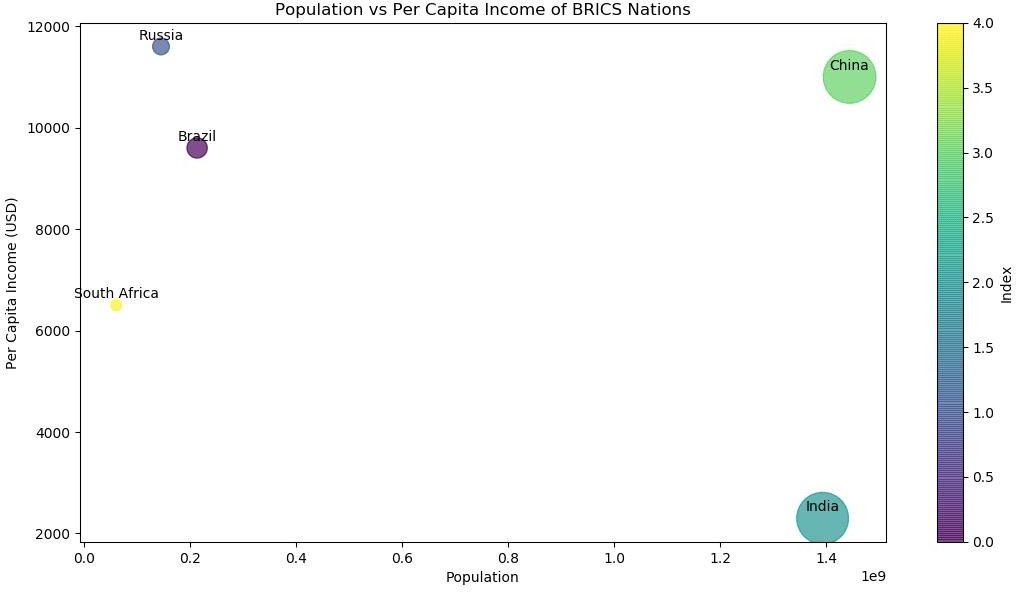 Population vs Per Capita Income of BRICS Nations
12000
10000
8000
6000
4000
2000
Per Capita Income (USD)
Russia
China
Brazil
South Africa
India
0.0
0.2
0.4
0.6
0.8
1.0
1.2
1.4
1e9
Population
4.0
3.5
3.0
2.5
2.0
1.5
1.0
0.5
0.0
Index